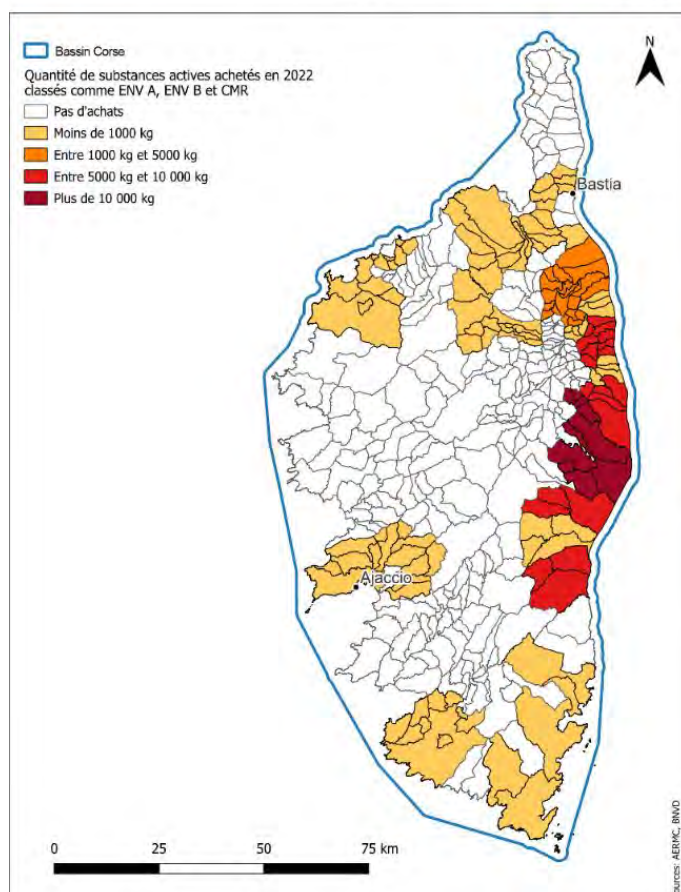 Bassin Corse
Quantité de substances actives achetés en 2022
classés comme ENV A, ENV B et CMR
Pas d'achats
Moins de 1000 kg
Entre 1000 kg et 5000 kg
Entre 5000 kg et 10 000 kg
Plus de 10 000 kg
N
Bastia
Ajaccio
0 25 50 75 km
ources: AERMC, BNVD